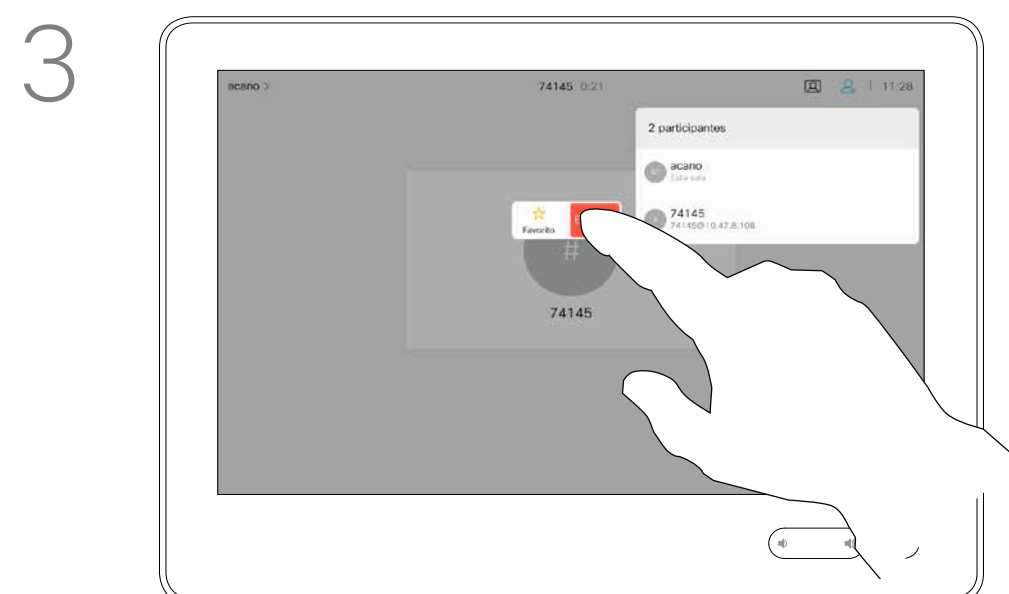 3
acano >
74145 0:21
11:28
2 participantes
acano
Esta sala
74145
74145@10.47.8.108
Favorito
#
74145